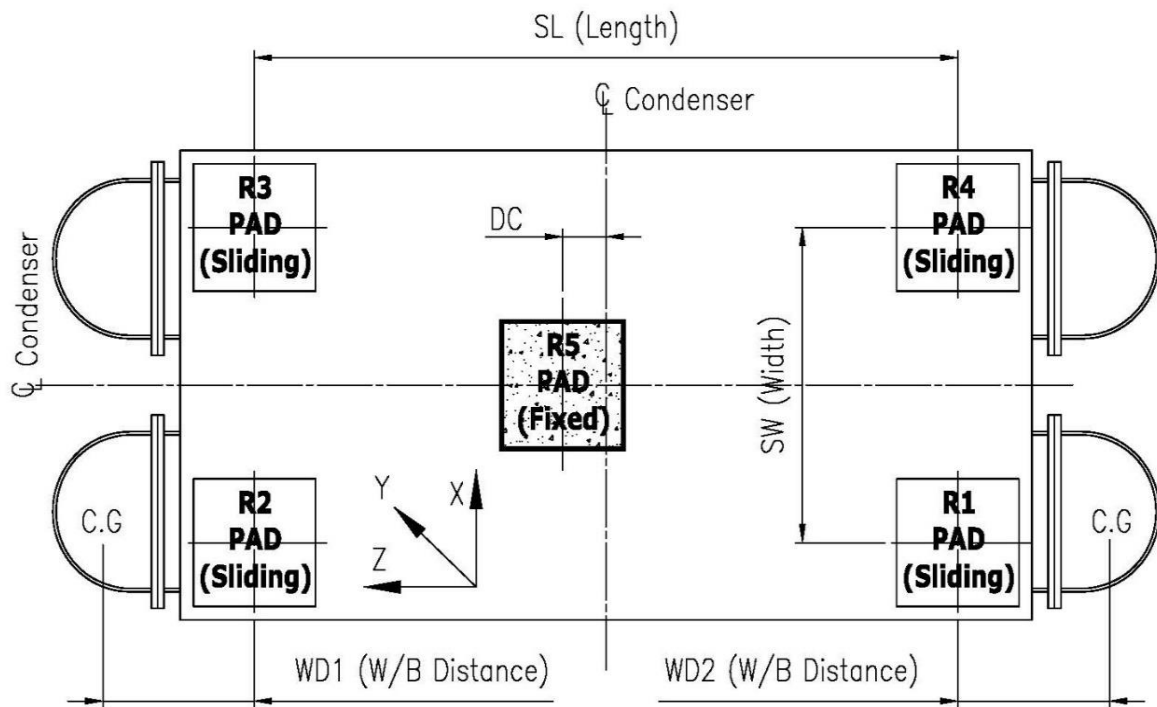 SL (Length)
℄ Condenser
R3
PAD
(Sliding)
R4
PAD
(Sliding)
DC
℄ Condenser
R5
PAD
(Fixed)
SW (Width)
R2
PAD
(Sliding)
Y
X
Z
R1
PAD
(Sliding)
C.G
C.G
WD1 (W/B Distance)
WD2 (W/B Distance)